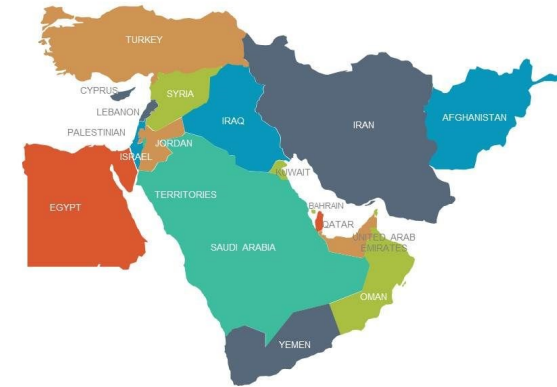 TURKEY
CYPRUS
SYRIA
LEBANON
PALESTINIAN
ISRAEL
JORDAN
IRAQ
IRAN
AFGHANISTAN
KUWAIT
TERRITORIES
EGYPT
BAHRAIN
QATAR
UNITED ARAB
EMIRATES
SAUDI ARABIA
OMAN
YEMEN